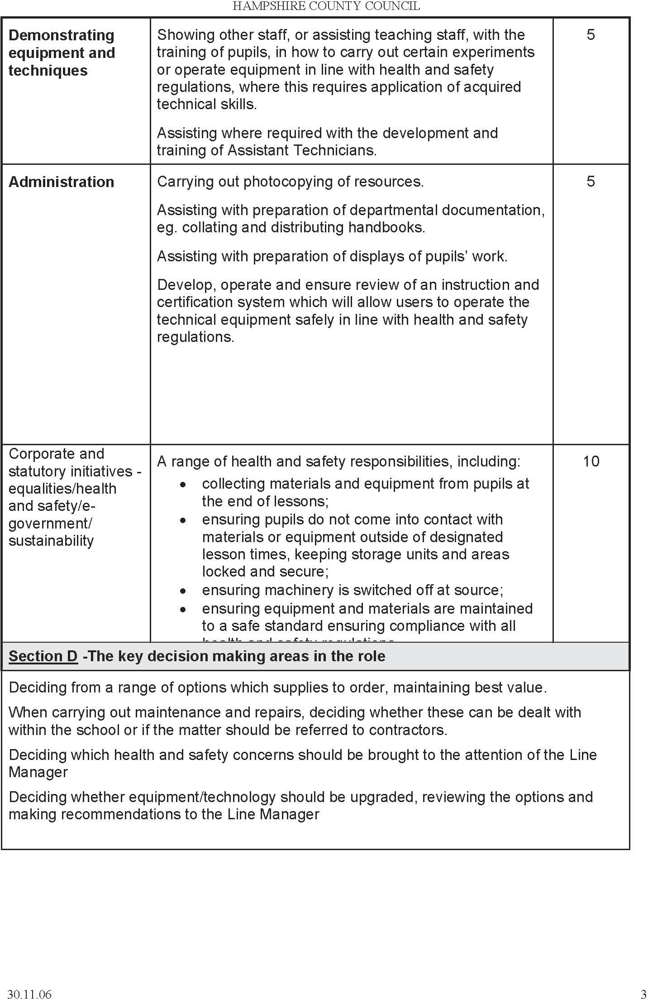 HAMPSHIRE COUNTY COUNCIL
Demonstrating
equipment and
techniques
Showing other staff, or assisting teaching staff, with the
training of pupils, in how to carry out certain experiments
or operate equipment in line with health and safety
regulations, where this requires application of acquired
technical skills.
Assisting where required with the development and
training of Assistant Technicians.
5
Administration
Carrying out photocopying of resources.
Assisting with preparation of departmental documentation,
eg. collating and distributing handbooks.
Assisting with preparation of displays of pupils’ work.
Develop, operate and ensure review of an instruction and
certification system which will allow users to operate the
technical equipment safely in line with health and safety
regulations.
5
Corporate and
statutory initiatives -
equalities/health
and safety/e-
government/
sustainability
A range of health and safety responsibilities, including:
• collecting materials and equipment from pupils at
the end of lessons;
• ensuring pupils do not come into contact with
materials or equipment outside of designated
lesson times, keeping storage units and areas
locked and secure;
• ensuring machinery is switched off at source;
• ensuring equipment and materials are maintained
to a safe standard ensuring compliance with all
health and safety regulations
10
Section D -The key decision making areas in the role
Deciding from a range of options which supplies to order, maintaining best value.
When carrying out maintenance and repairs, deciding whether these can be dealt with
within the school or if the matter should be referred to contractors.
Deciding which health and safety concerns should be brought to the attention of the Line
Manager
Deciding whether equipment/technology should be upgraded, reviewing the options and
making recommendations to the Line Manager
30.11.06
3